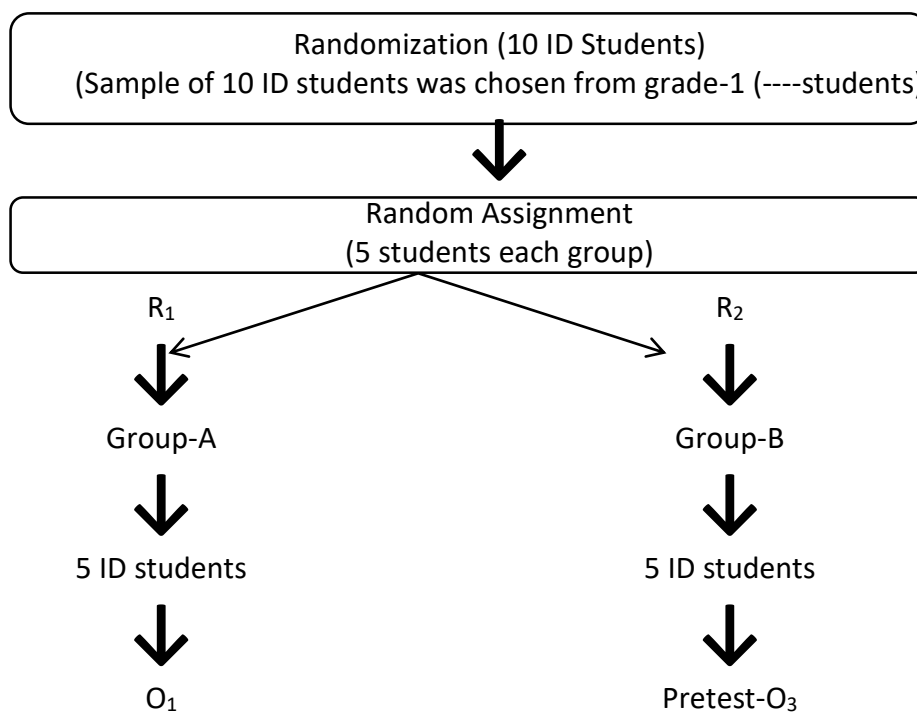 Randomization (10 ID Students)
(Sample of 10 ID students was chosen from grade-1 (----students)
Random Assignment
(5 students each group)
R₁ R₂
Group-A Group-B
5 ID students 5 ID students
O₁ Pretest-O₃